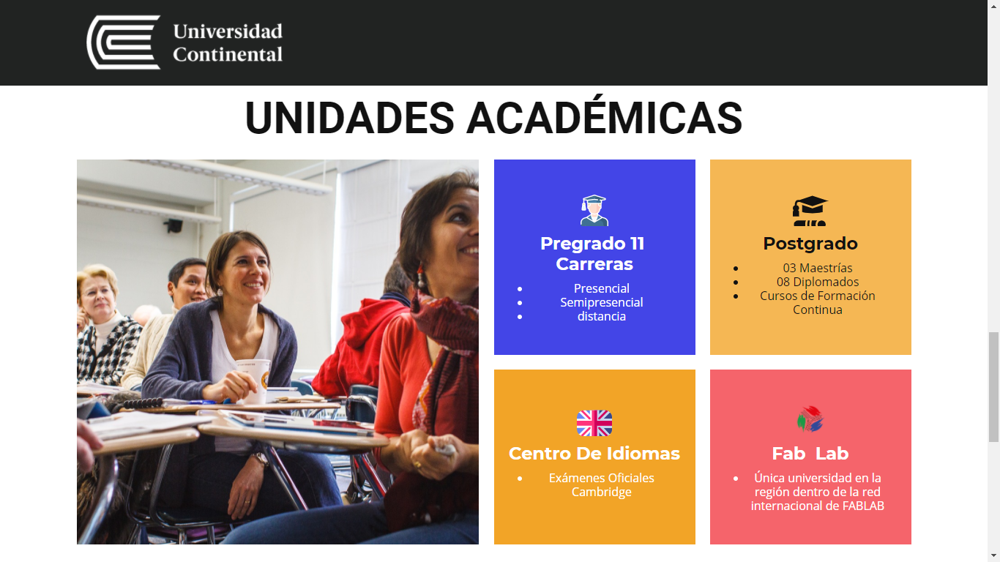 Universidad
Continental
UNIDADES ACADÉMICAS
Pregrado 11
Carreras
Presencial
Semipresencial
distancia
Postgrado
03 Maestrías
08 Diplomados
Cursos de Formación
Continua
Centro De Idiomas
Exámenes Oficiales
Cambridge
Fab Lab
Única universidad en la
región dentro de la red
internacional de FABLAB